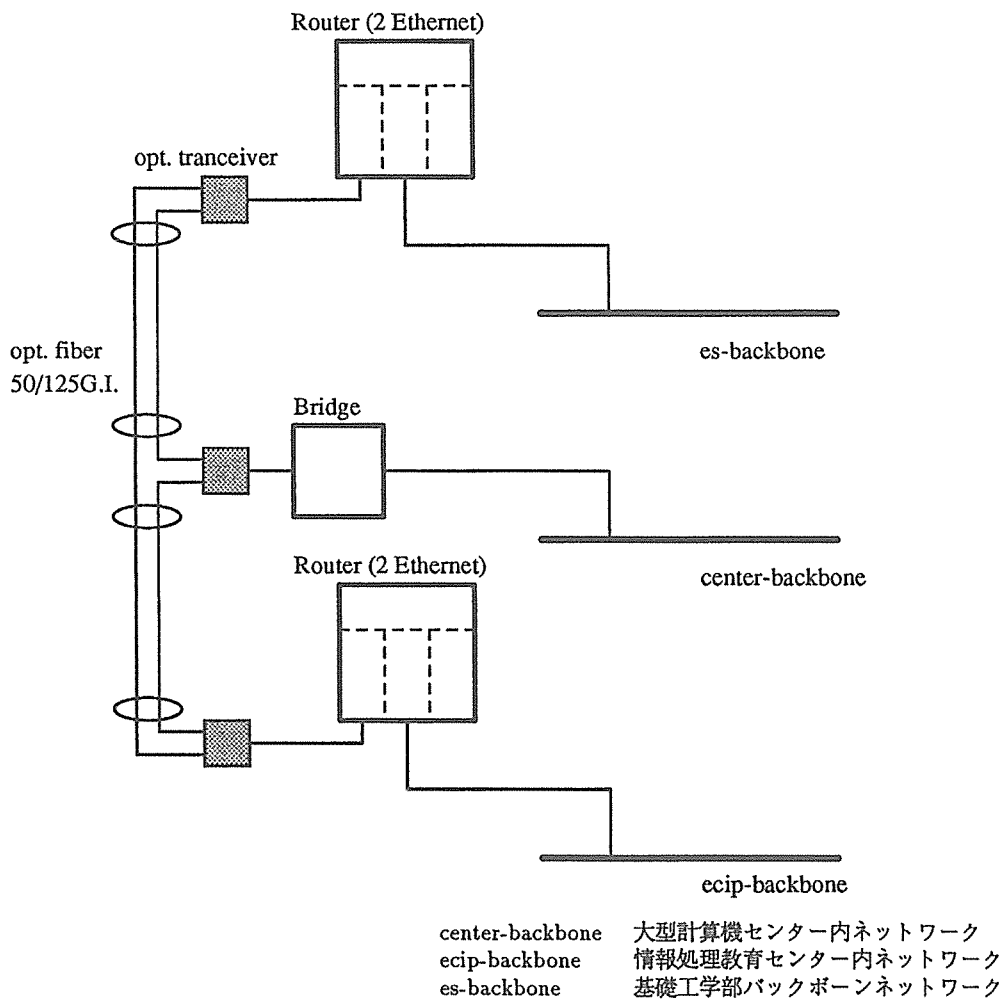 Router (2 Ethernet)
opt. tranceiver
opt. fiber
50/125G.I.
es-backbone
Bridge
center-backbone
Router (2 Ethernet)
ecip-backbone
center-backbone 大型計算機センター内ネットワーク
ecip-backbone 情報処理教育センター内ネットワーク
es-backbone 基礎工学部バックボーンネットワーク